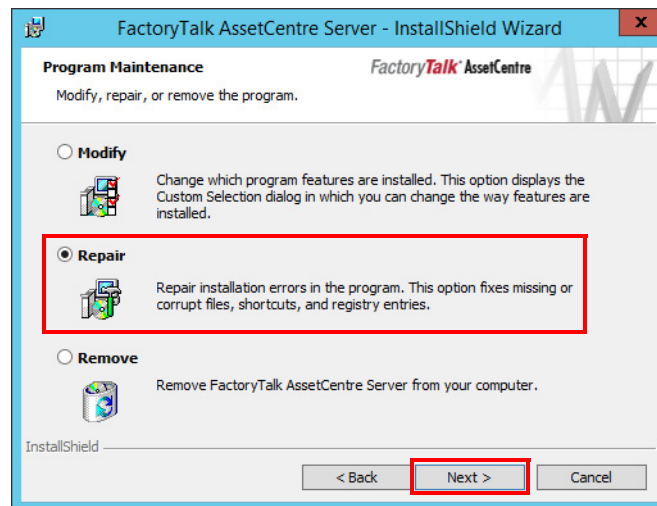 FactoryTalk AssetCentre Server - InstallShield Wizard
x
Program Maintenance
FactoryTalk® AssetCentre
Modify, repair, or remove the program.
Modify
Change which program features are installed. This option displays the
Custom Selection dialog in which you can change the way features are
installed.
Repair
Repair installation errors in the program. This option fixes missing or
corrupt files, shortcuts, and registry entries.
Remove
Remove FactoryTalk AssetCentre Server from your computer.
InstallShield
< Back
Next >
Cancel